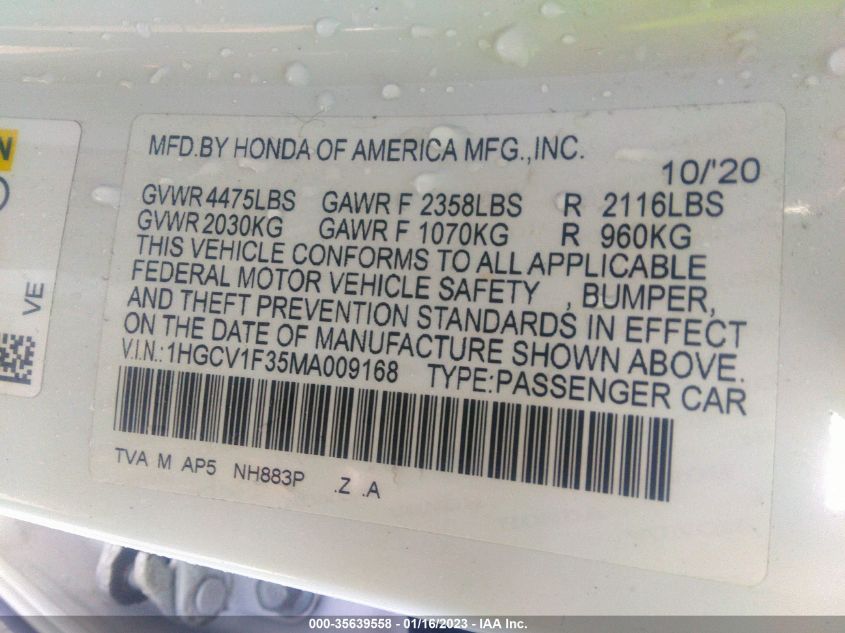 MFD.BY HONDA OF AMERICA MFG.,INC.
10/'20
GVWR 4475LBS GAWR F 2358LBS R 2116LBS
GVWR 2030KG GAWR F 1070KG R 960KG
THIS VEHICLE CONFORMS TO ALL APPLICABLE
FEDERAL MOTOR VEHICLE SAFETY , BUMPER,
AND THEFT PREVENTION STANDARDS IN EFFECT
ON THE DATE OF MANUFACTURE SHOWN ABOVE.
V.I.N.:1HGCV1F35MA009168 TYPE:PASSENGER CAR
TVA M AP5 NH883P .Z .A
N
VE
000-35639558 - 01/16/2023 - IAA Inc.